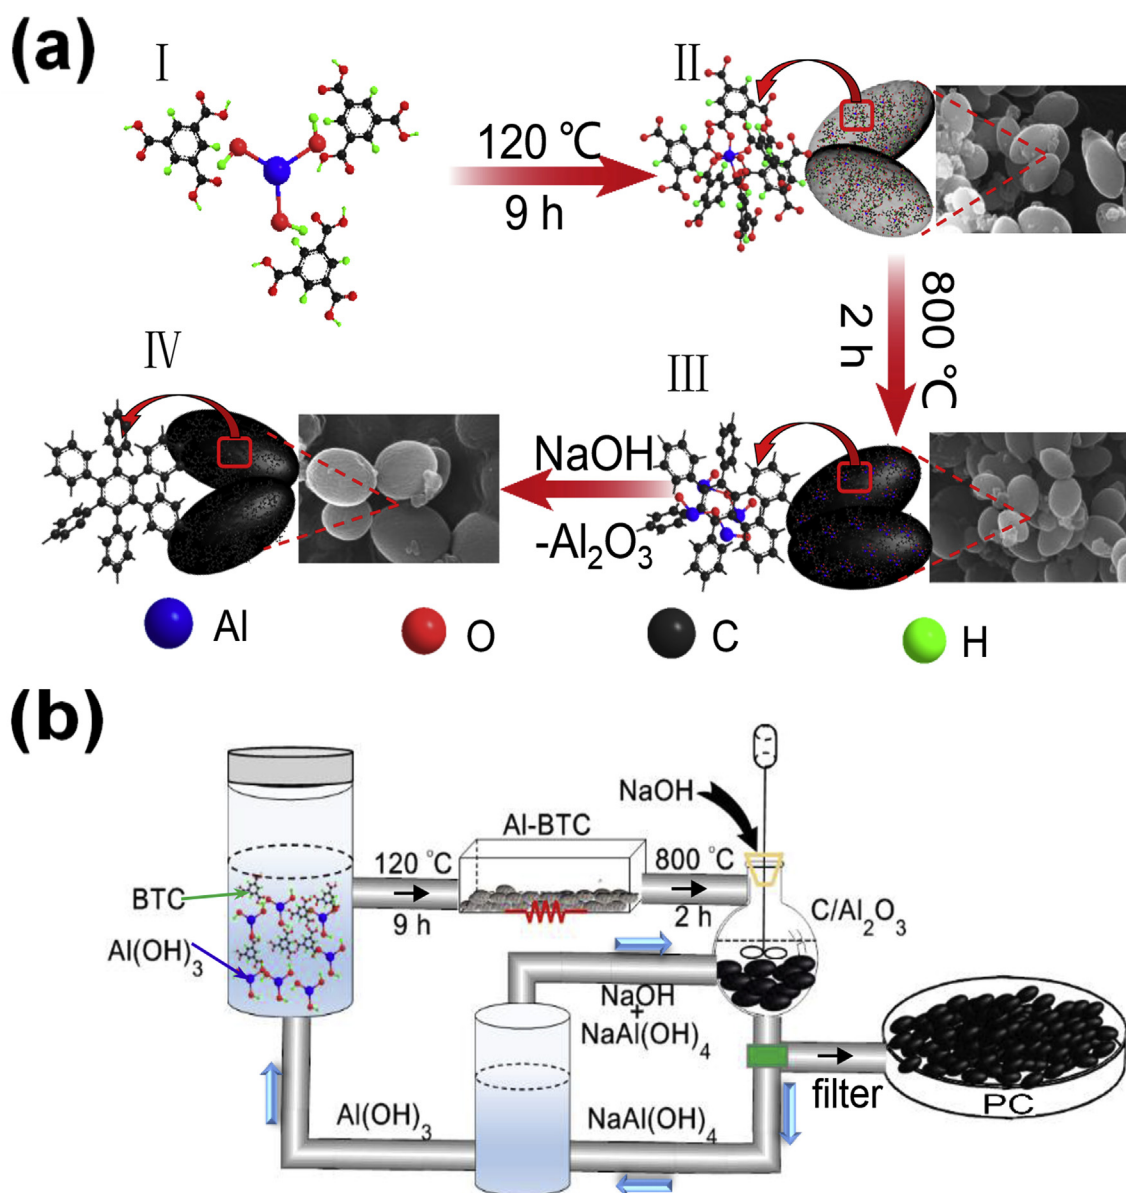 (a)
I
II
120 °C
9 h
800 °C
2 h
IV
III
NaOH
-Al₂O₃
Al
O
C
H
(b)
NaOH
Al-BTC
120 °C
800 °C
BTC
9 h
2 h
C/Al₂O₃
Al(OH)₃
NaOH
+
NaAl(OH)₄
filter
PC
Al(OH)₃
NaAl(OH)₄